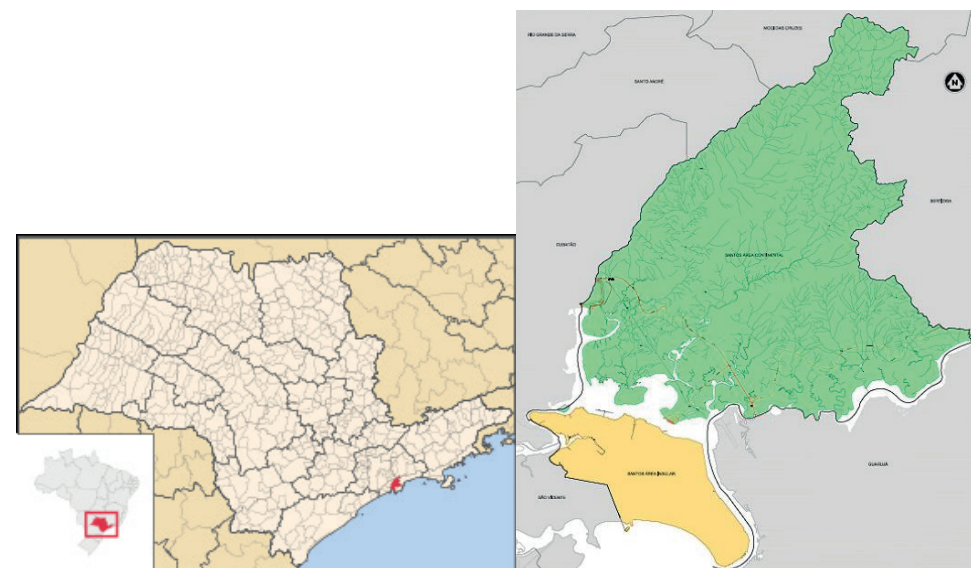 RIO GRANDE DA SERRA
MOGI DAS CRUZES
SANTO ANDRÉ
N
BERTIOGA
CUBATÃO
SANTOS ÁREA CONTINENTAL
GUARUJÁ
SANTOS ÁREA INSULAR
SÃO VICENTE